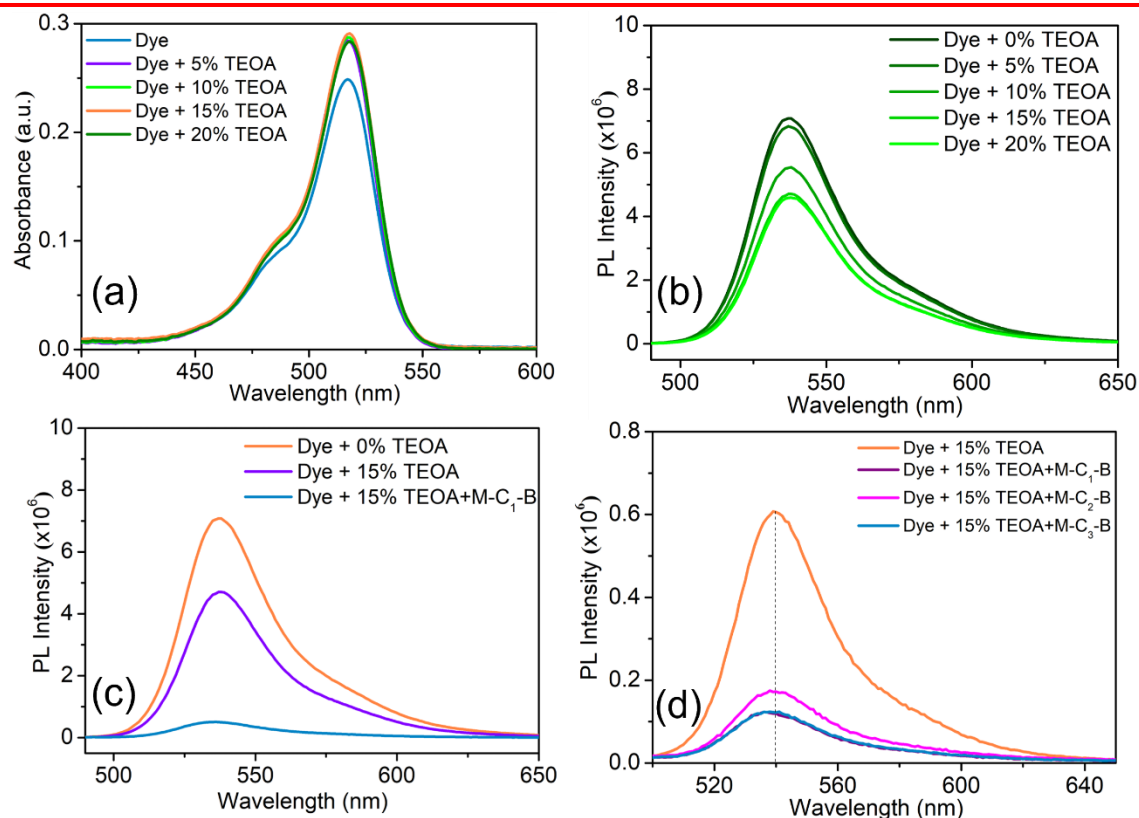 0.3
0.2
0.1
0.0
Absorbance (a.u.)
Dye
Dye + 5% TEOA
Dye + 10% TEOA
Dye + 15% TEOA
Dye + 20% TEOA
(a)
400 450 500 550 600
Wavelength (nm)
10
8
6
4
2
0
PL Intensity (x10⁶)
Dye + 0% TEOA
Dye + 5% TEOA
Dye + 10% TEOA
Dye + 15% TEOA
Dye + 20% TEOA
(b)
500 550 600 650
Wavelength (nm)
10
8
6
4
2
0
PL Intensity (x10⁶)
Dye + 0% TEOA
Dye + 15% TEOA
Dye + 15% TEOA+M-C₁-B
(c)
500 550 600 650
Wavelength (nm)
0.8
0.6
0.4
0.2
0.0
PL Intensity (x10⁶)
Dye + 15% TEOA
Dye + 15% TEOA+M-C₁-B
Dye + 15% TEOA+M-C₂-B
Dye + 15% TEOA+M-C₃-B
(d)
520 560 600 640
Wavelength (nm)